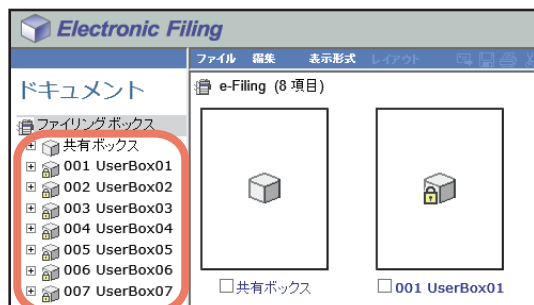 Electronic Filing
ファイル 編集 表示形式 レイアウト
ドキュメント
e-Filing (8 項目)
ファイリングボックス
共有ボックス
001 UserBox01
002 UserBox02
003 UserBox03
004 UserBox04
005 UserBox05
006 UserBox06
007 UserBox07
共有ボックス
001 UserBox01